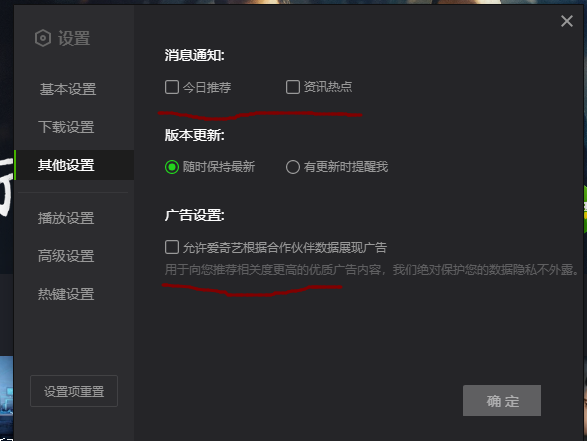 设置
基本设置
下载设置
其他设置
播放设置
高级设置
热键设置
设置项重置
消息通知:
今日推荐 资讯热点
版本更新:
随时保持最新 有更新时提醒我
广告设置:
允许爱奇艺根据合作伙伴数据展现广告
用于向您推荐相关度更高的优质广告内容，我们绝对保护您的数据隐私不外露。
确 定